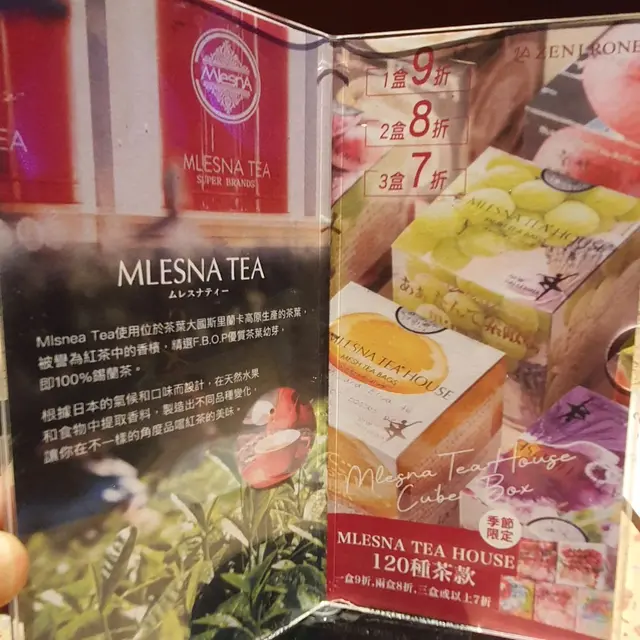 Mlesna
MLESNA TEA
SUPER BRANDS
EA
MLESNA TEA
ムレスナティー
Mlsnea Tea使用位於茶葉大國斯里蘭卡高原生產的茶葉，
被譽為紅茶中的香檳，精選F.B.O.P優質茶葉幼芽，
即100%錫蘭茶。
根據日本的氣候和口味而設計，在天然水果
和食物中提取香料，製造出不同品種變化，
讓你在不一樣的角度品嚐紅茶的美味。
1盒9折
2盒8折
3盒7折
MLESNA TEA HOUSE
MLESNA TEA HOUSE
MESH TEA BAGS
Mlesna Tea House
Cube Box
季節
限定
MLESNA TEA HOUSE
120種茶款
一盒9折,兩盒8折,三盒或以上7折